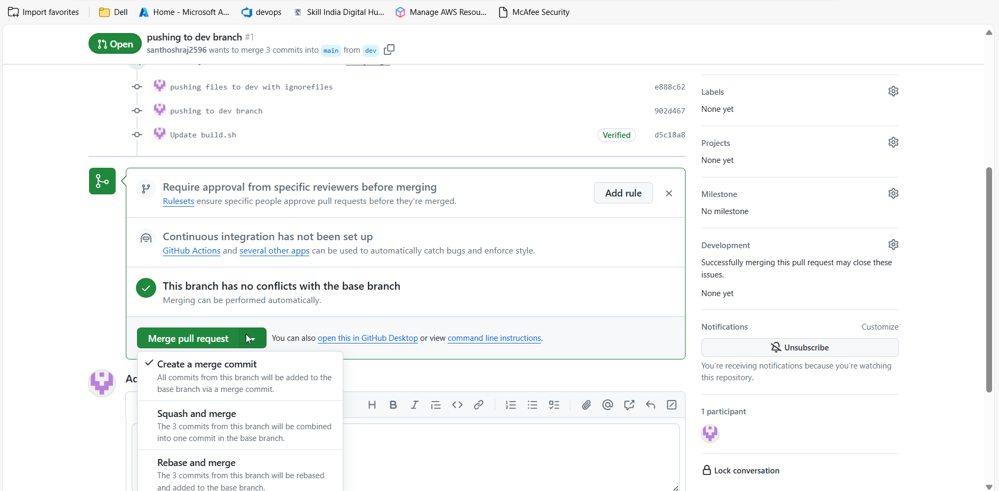 Import favorites
Dell
Home - Microsoft A...
devops
Skill India Digital Hu...
Manage AWS Resou...
McAfee Security
Open
pushing to dev branch #1
santhoshraj2596 wants to merge 3 commits into main from dev
pushing files to dev with ignorefiles
e888c62
pushing to dev branch
902d467
Update build.sh
Verified
d5c18a8
Require approval from specific reviewers before merging
Rulesets ensure specific people approve pull requests before they're merged.
Add rule
Continuous integration has not been set up
GitHub Actions and several other apps can be used to automatically catch bugs and enforce style.
This branch has no conflicts with the base branch
Merging can be performed automatically.
Merge pull request
You can also open this in GitHub Desktop or view command line instructions.
Create a merge commit
All commits from this branch will be added to the
base branch via a merge commit.
Squash and merge
The 3 commits from this branch will be combined
into one commit in the base branch.
Rebase and merge
The 3 commits from this branch will be rebased
and added to the base branch.
Labels
None yet
Projects
None yet
Milestone
No milestone
Development
Successfully merging this pull request may close these
issues.
None yet
Notifications
Customize
Unsubscribe
You're receiving notifications because you're watching
this repository.
1 participant
Lock conversation